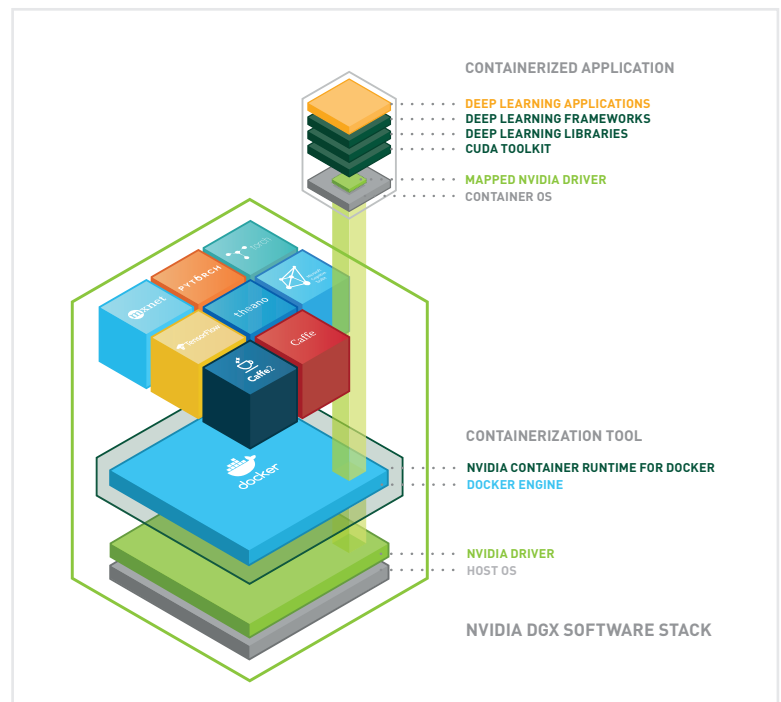 CONTAINERIZED APPLICATION
DEEP LEARNING APPLICATIONS
DEEP LEARNING FRAMEWORKS
DEEP LEARNING LIBRARIES
CUDA TOOLKIT
MAPPED NVIDIA DRIVER
CONTAINER OS
torch
PYTORCH
Microsoft
mxnet
theano
TensorFlow
Caffe
Caffe2
CONTAINERIZATION TOOL
NVIDIA CONTAINER RUNTIME FOR DOCKER
docker
DOCKER ENGINE
NVIDIA DRIVER
HOST OS
NVIDIA DGX SOFTWARE STACK